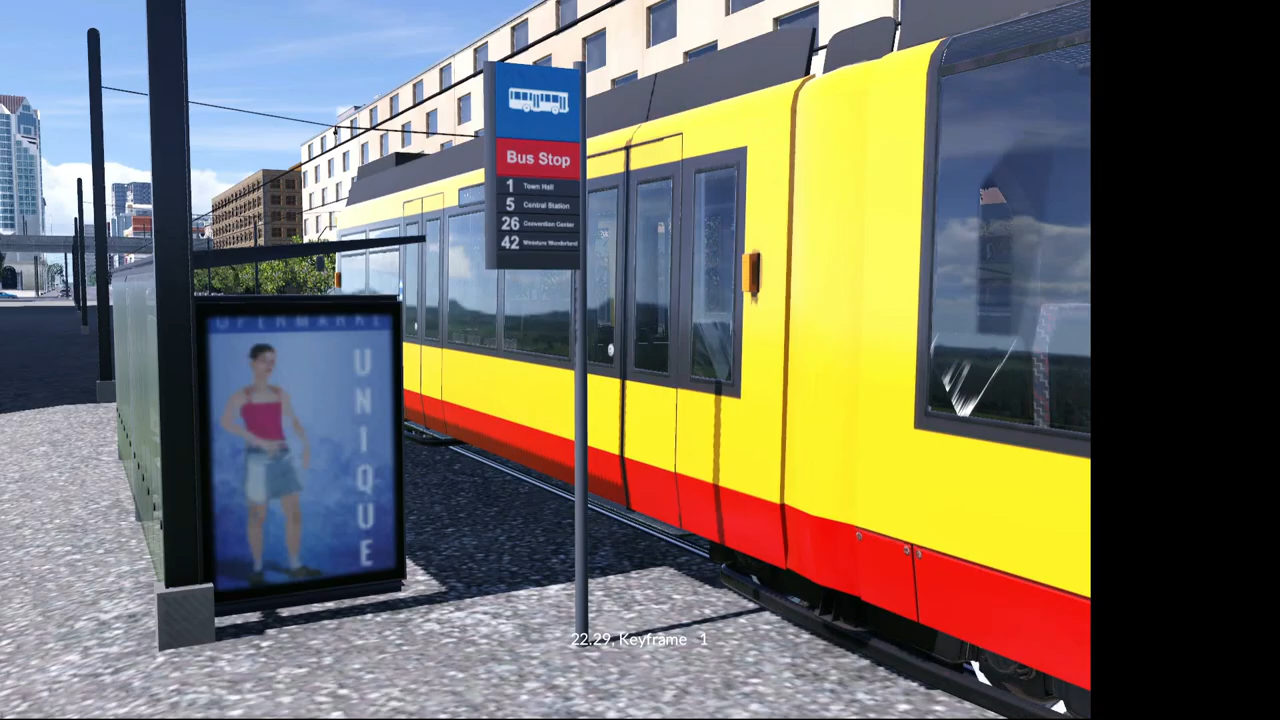 Bus Stop
1 Town Hall
5 Central Station
26 Convention Center
42 Miniature Wonderland
UNIQUE
22.29, Keyframe 1